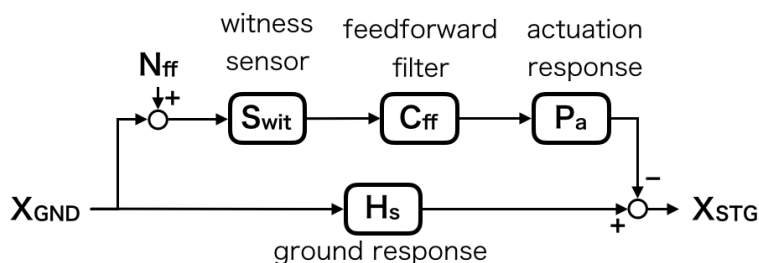 witness
sensor
feedforward
filter
actuation
response
Nff
+
Swit
Cff
Pa
−
XGND
Hs
+
XSTG
ground response